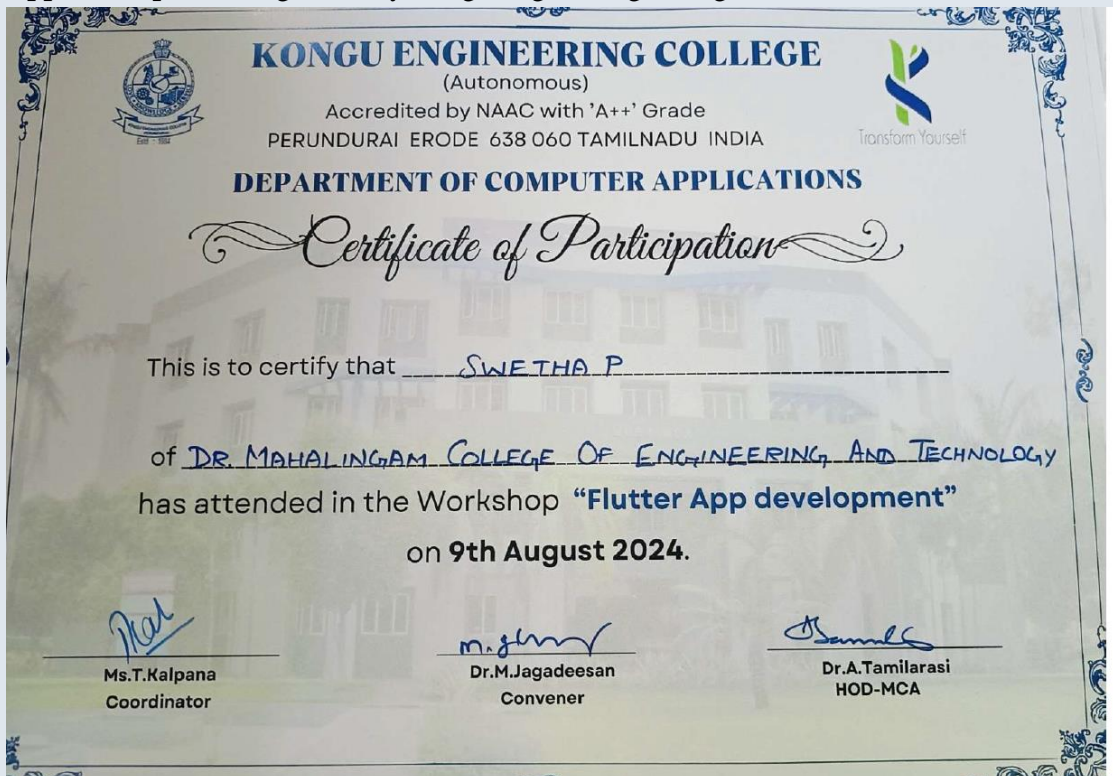 KONGU ENGINEERING COLLEGE
(Autonomous)
Accredited by NAAC with 'A++' Grade
PERUNDURAI ERODE 638 060 TAMILNADU INDIA
Transform Yourself
DEPARTMENT OF COMPUTER APPLICATIONS
Certificate of Participation
This is to certify that SWETHA P
of DR. MAHALINGAM COLLEGE OF ENGINEERING AND TECHNOLOGY
has attended in the Workshop “Flutter App development”
on 9th August 2024.
Ms.T.Kalpana
Coordinator
Dr.M.Jagadeesan
Convener
Dr.A.Tamilarasi
HOD-MCA